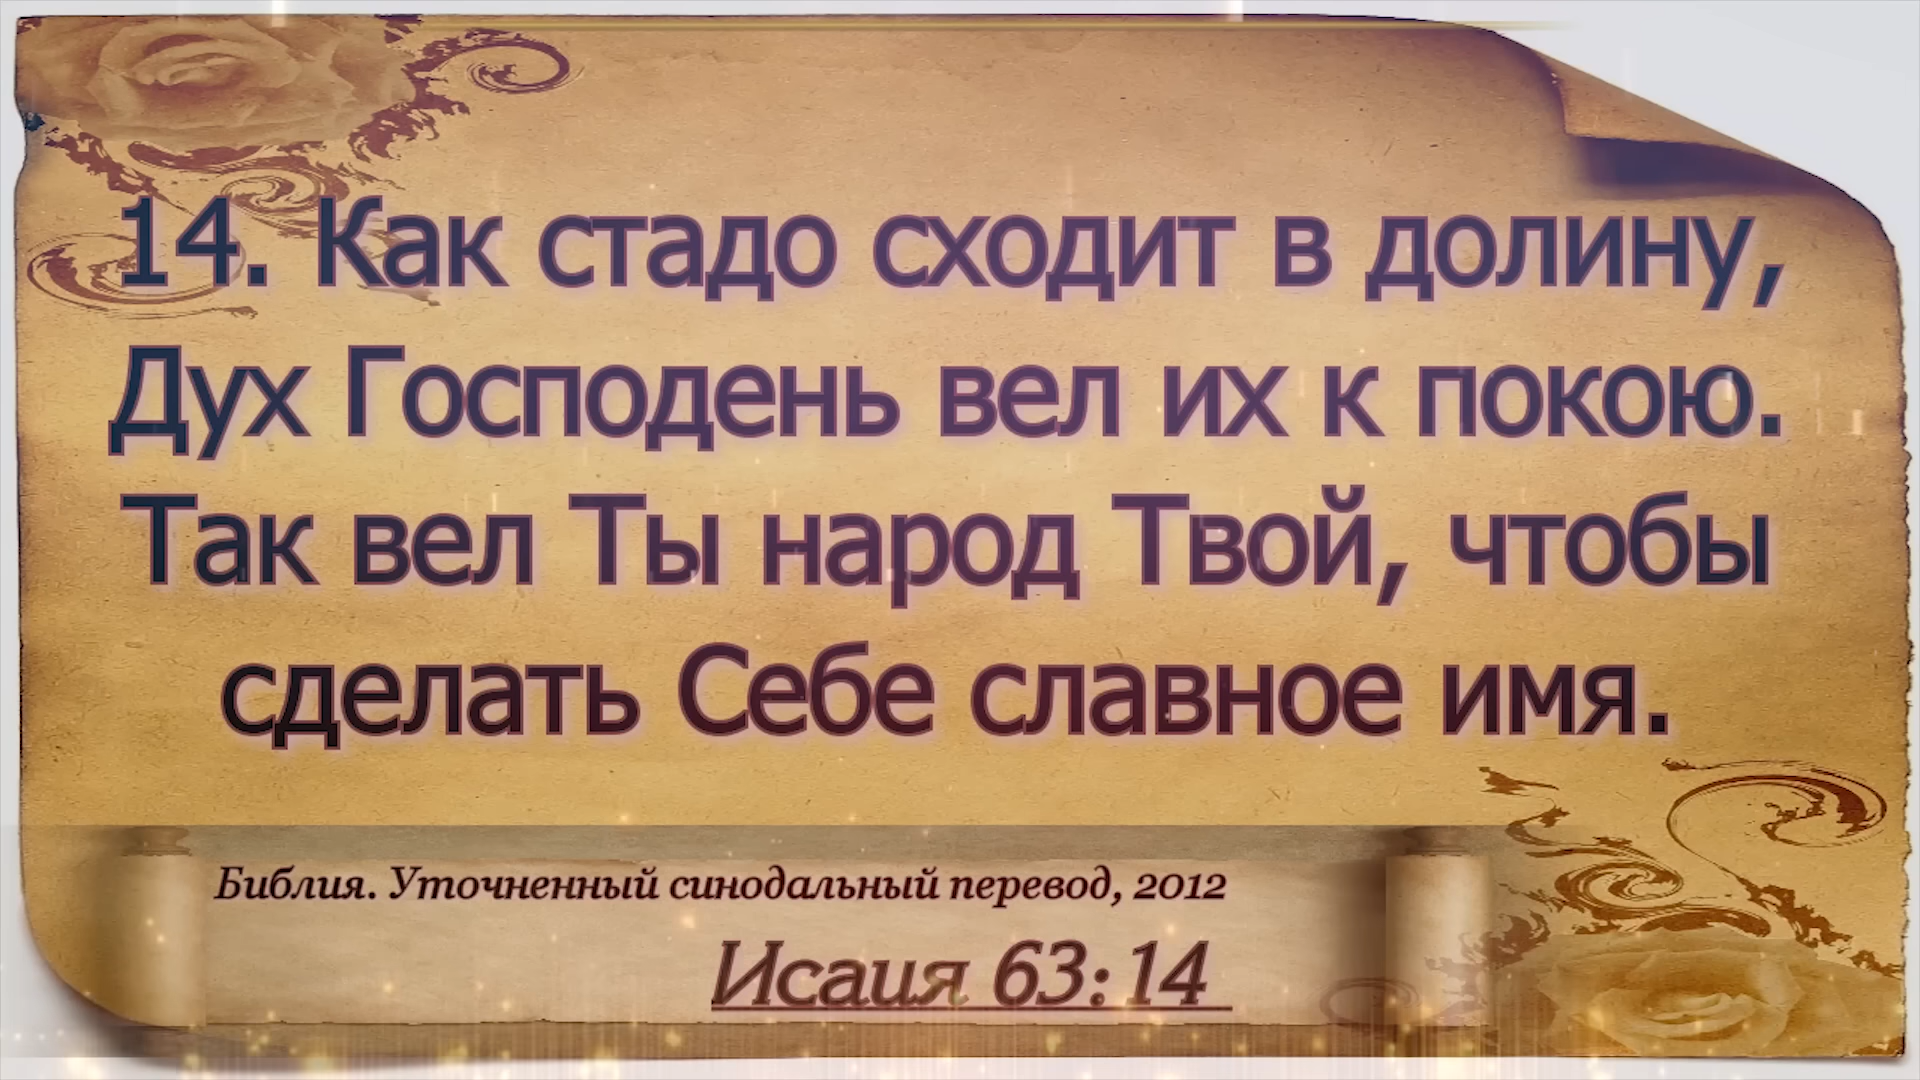 14. Как стадо сходит в долину,
Дух Господень вел их к покою.
Так вел Ты народ Твой, чтобы
сделать Себе славное имя.
Библия. Уточненный синодальный перевод, 2012
Исаия 63:14